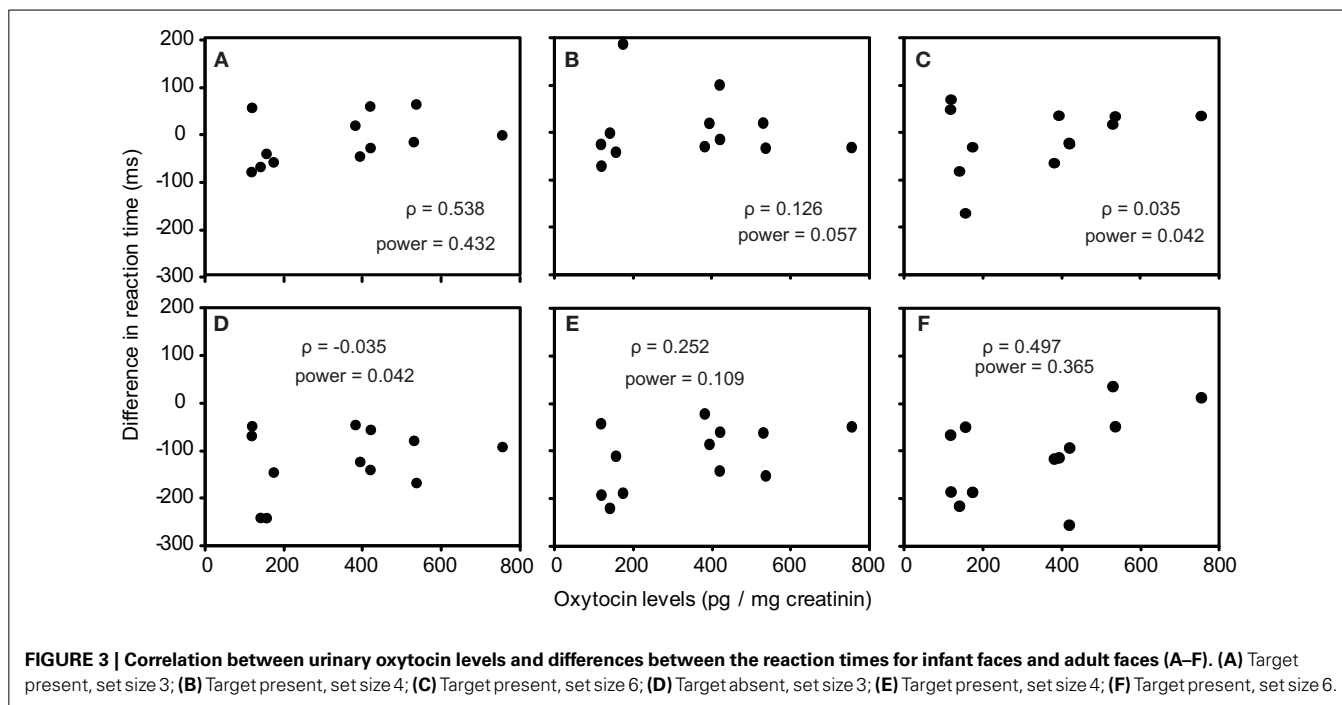 200
100
0
-100
-200
-300
A
ρ = 0.538
power = 0.432
B
ρ = 0.126
power = 0.057
C
ρ = 0.035
power = 0.042
Difference in reaction time (ms)
200
100
0
-100
-200
-300
D
ρ = -0.035
power = 0.042
E
ρ = 0.252
power = 0.109
F
ρ = 0.497
power = 0.365
0 200 400 600 800 0 200 400 600 800 0 200 400 600 800
Oxytocin levels (pg / mg creatinin)
FIGURE 3 | Correlation between urinary oxytocin levels and differences between the reaction times for infant faces and adult faces (A–F). (A) Target
present, set size 3; (B) Target present, set size 4; (C) Target present, set size 6; (D) Target absent, set size 3; (E) Target present, set size 4; (F) Target present, set size 6.